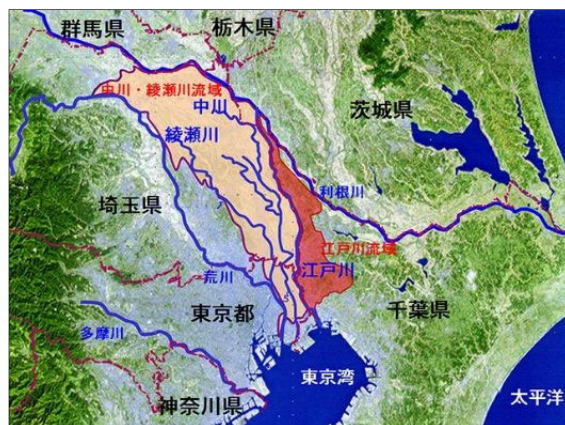 群馬県
栃木県
中川・綾瀬川流域
中川
茨城県
綾瀬川
利根川
埼玉県
江戸川流域
江戸川
荒川
東京都
千葉県
多摩川
東京湾
神奈川県
太平洋